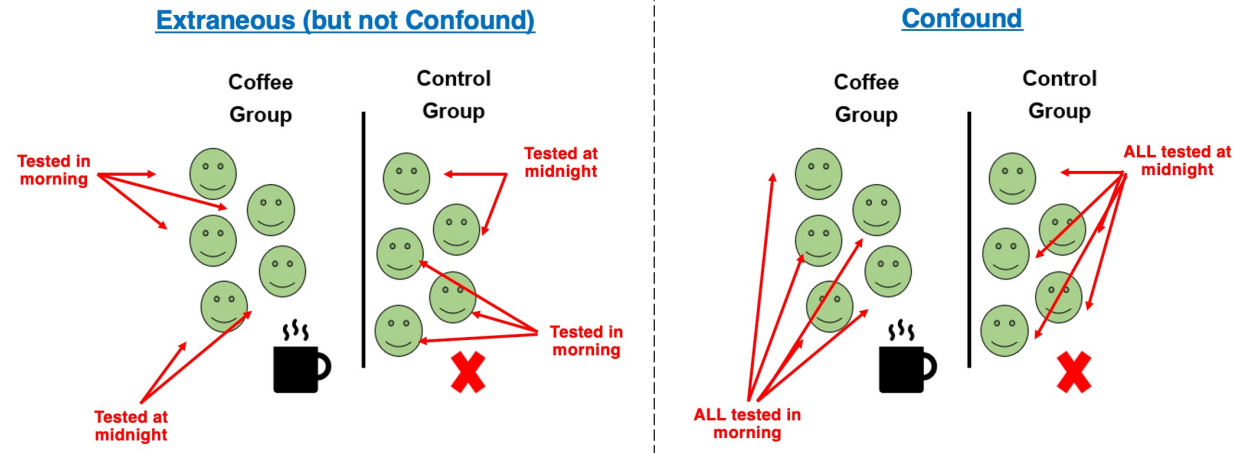 Extraneous (but not Confound)
Coffee
Group
Control
Group
Tested in
morning
Tested at
midnight
Tested in
morning
Tested at
midnight
Confound
Coffee
Group
Control
Group
ALL tested at
midnight
ALL tested in
morning